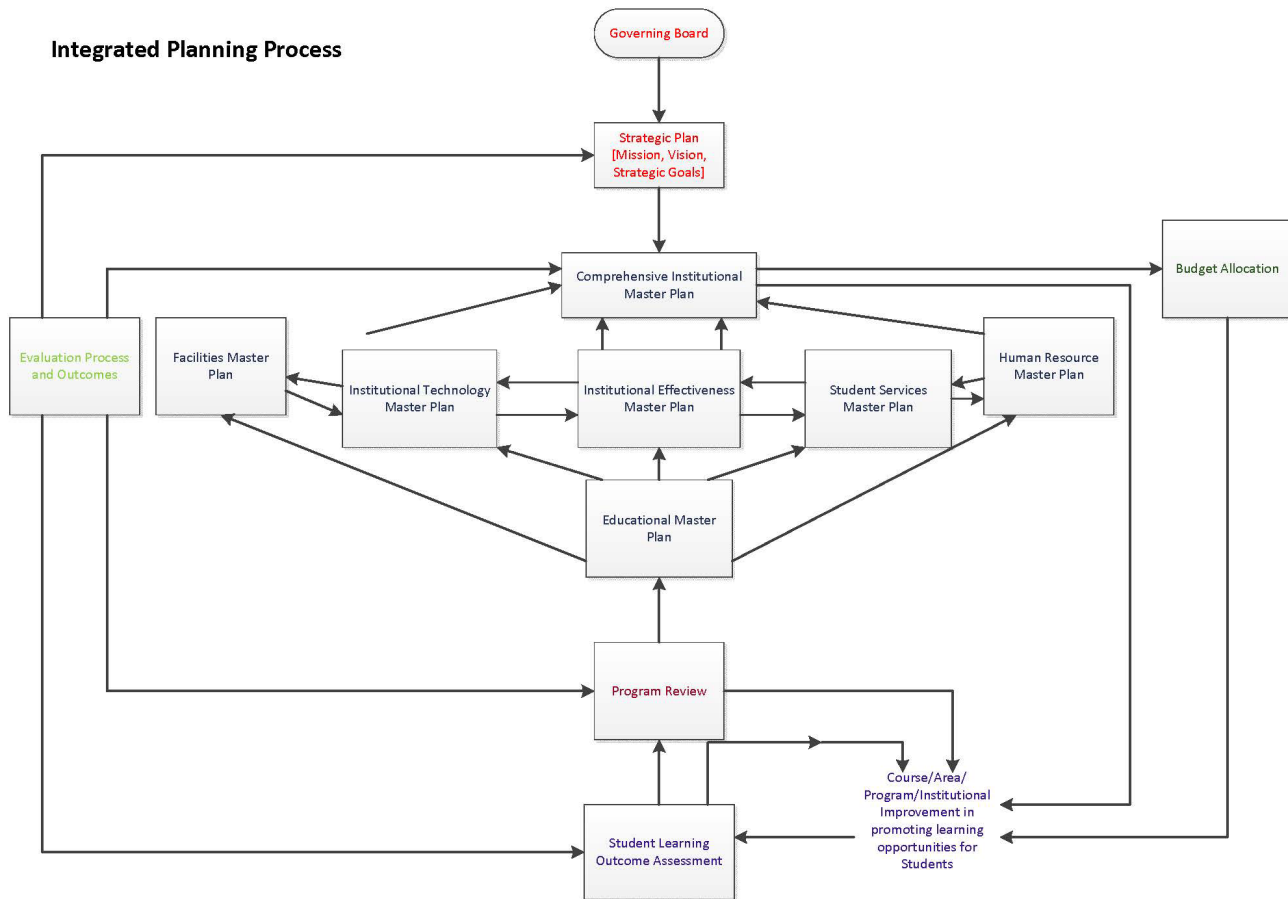 Integrated Planning Process
Governing Board
Strategic Plan
[Mission, Vision,
Strategic Goals]
Comprehensive Institutional
Master Plan
Budget Allocation
Evaluation Process
and Outcomes
Facilities Master
Plan
Institutional Technology
Master Plan
Institutional Effectiveness
Master Plan
Student Services
Master Plan
Human Resource
Master Plan
Educational Master
Plan
Program Review
Course/Area/
Program/Institutional
Improvement in
promoting learning
opportunities for
Students
Student Learning
Outcome Assessment